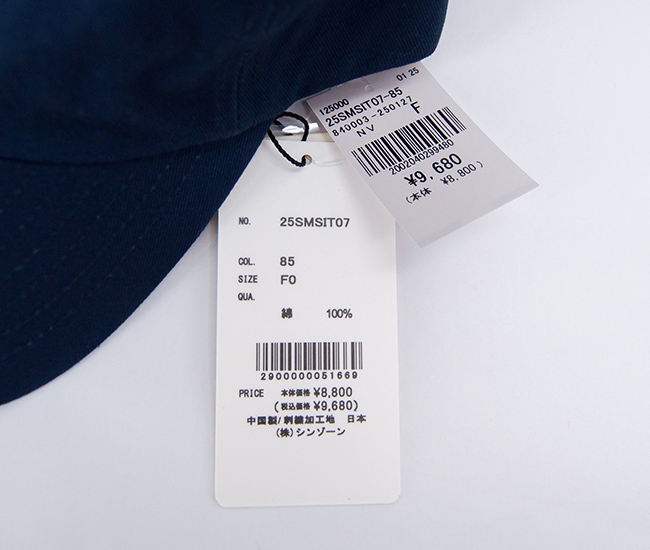 125000 01 25
25SMSIT07-85
840003-250127
NV F
2002040299480
¥9,680
(本体 ¥8,800)
NO. 25SMSIT07
COL. 85
SIZE F0
QUA.
綿 100%
2900000051669
PRICE 本体価格 ¥8,800
(税込価格 ¥9,680)
中国製/刺繍加工地 日本
(株)シンゾーン